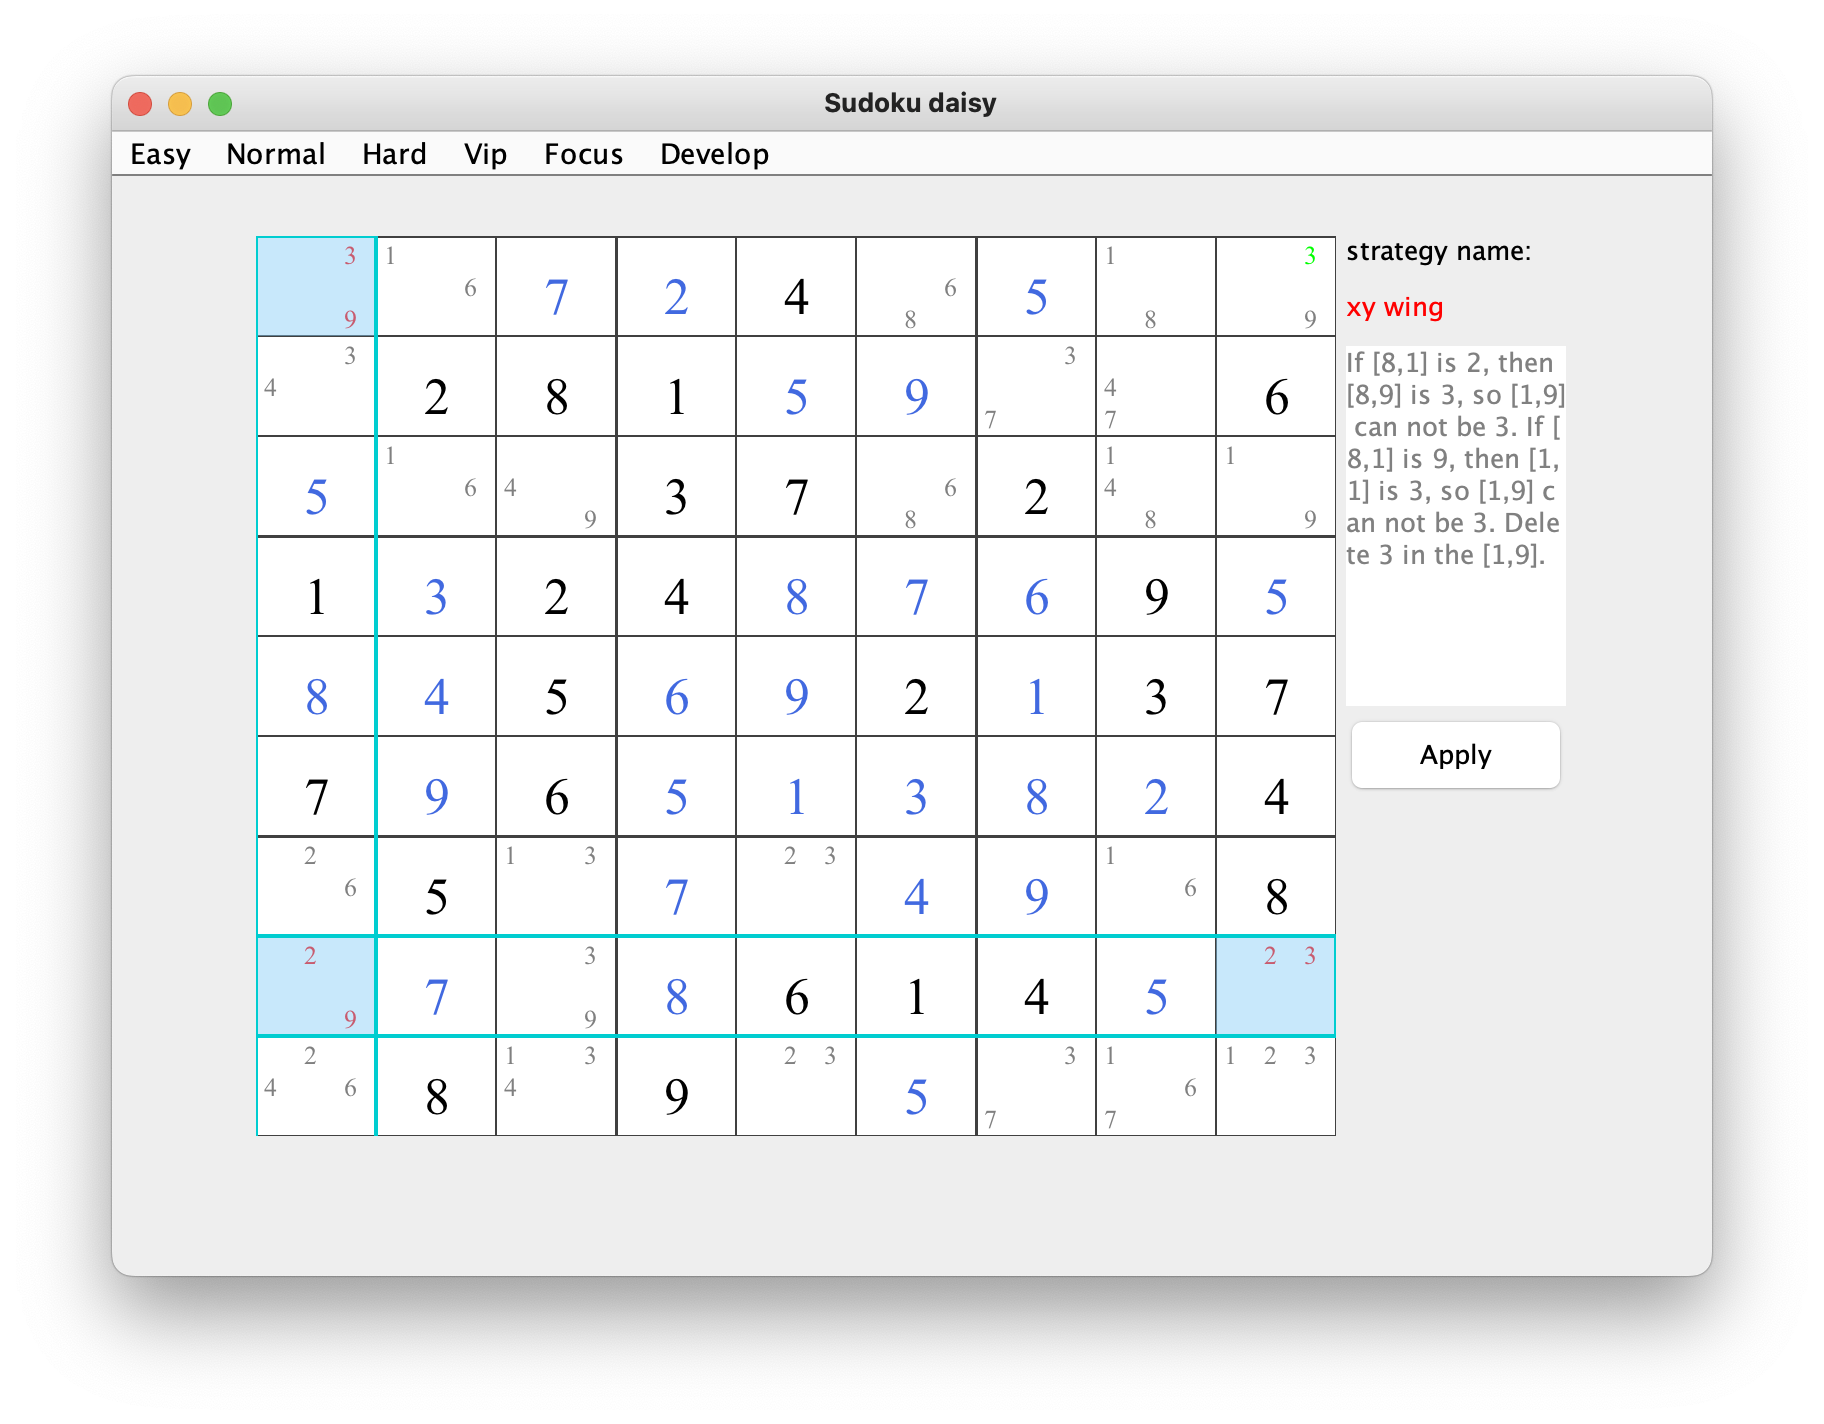 Sudoku daisy
Easy Normal Hard Vip Focus Develop
3 1 1 3
6 7 2 4 6 5
9 8 8 9
3 3
4 2 8 1 5 9 4 6
7 7
1 1 1
5 6 4 3 7 6 2 4
9 8 8 9
1 3 2 4 8 7 6 9 5
8 4 5 6 9 2 1 3 7
7 9 6 5 1 3 8 2 4
2 1 3 2 3 1
6 5 7 4 9 6 8
2 3 2 3
7 8 6 1 4 5
9 9
2 1 3 2 3 3 1 1 2 3
4 6 8 4 9 5 6
7 7
strategy name:
xy wing
If [8,1] is 2, then
[8,9] is 3, so [1,9]
can not be 3. If [
8,1] is 9, then [1,
1] is 3, so [1,9] c
an not be 3. Dele
te 3 in the [1,9].
Apply